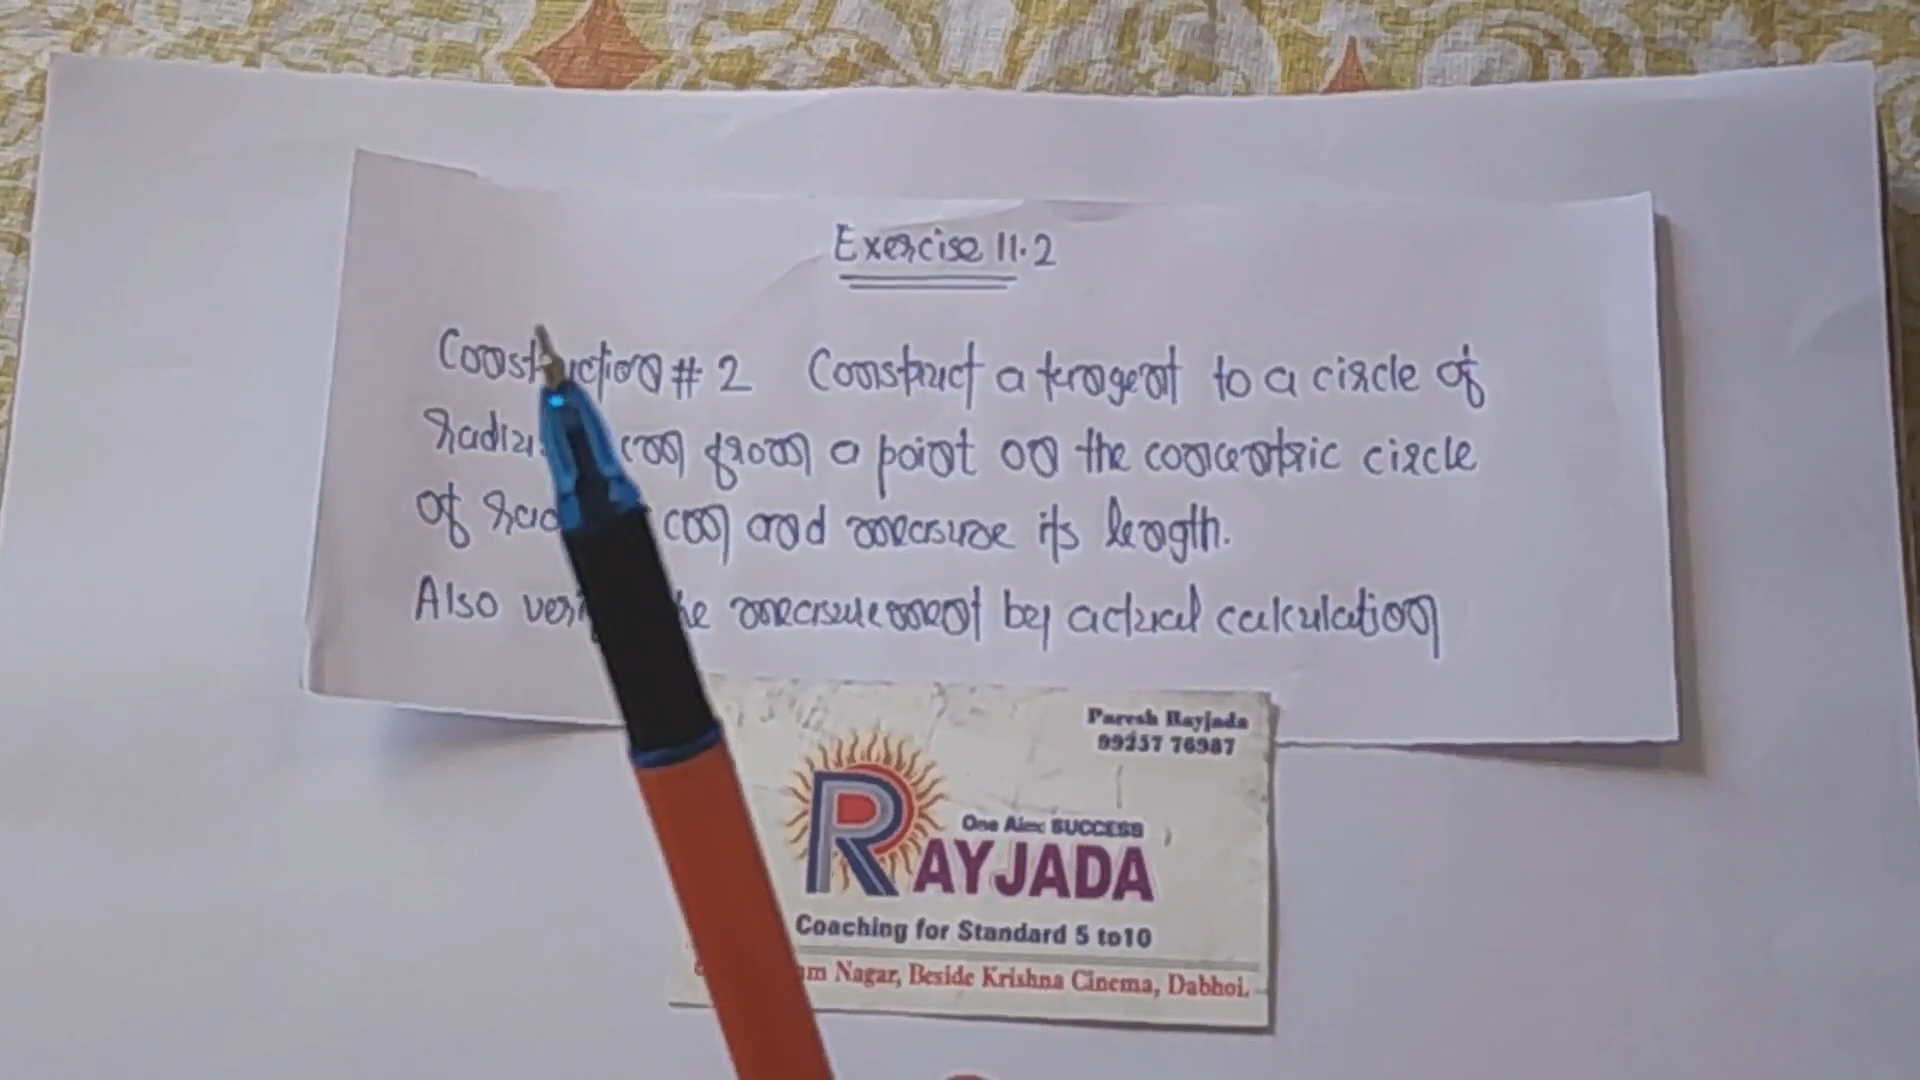 Exercise 11.2
Construction # 2 Construct a tangent to a circle of
cm from a point on the concentric circle
of cm and measure its length.
Also the measurement by actual calculation
Paresh Rayjada
99257 76987
One Aim: SUCCESS
RAYJADA
Coaching for Standard 5 to10
Nagar, Beside Krishna Cinema, Dabhoi.